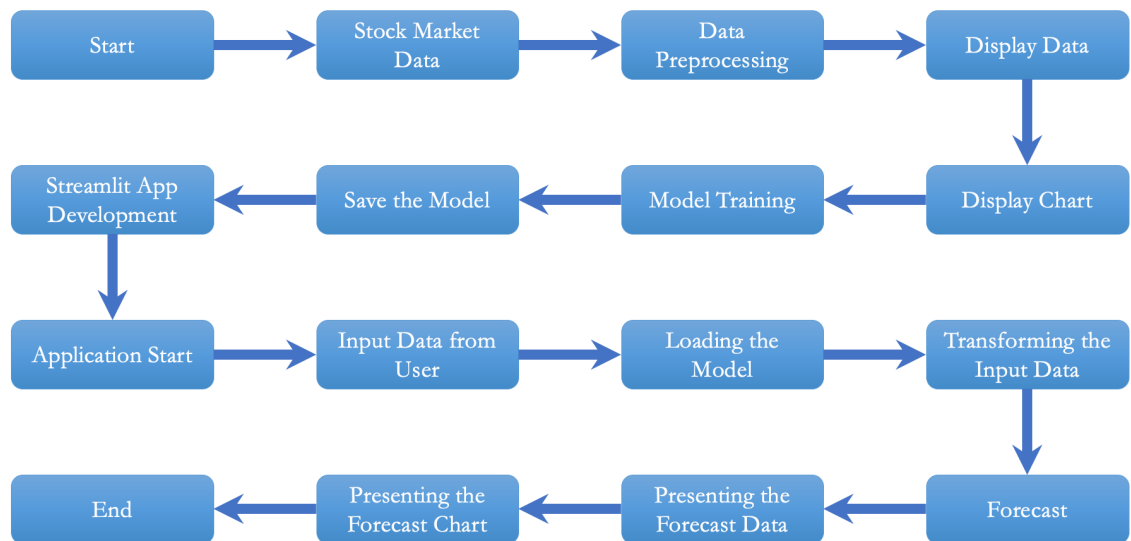 Start
Stock Market
Data
Data
Preprocessing
Display Data
Display Chart
Model Training
Save the Model
Streamlit App
Development
Application Start
Input Data from
User
Loading the
Model
Transforming the
Input Data
Forecast
Presenting the
Forecast Data
Presenting the
Forecast Chart
End